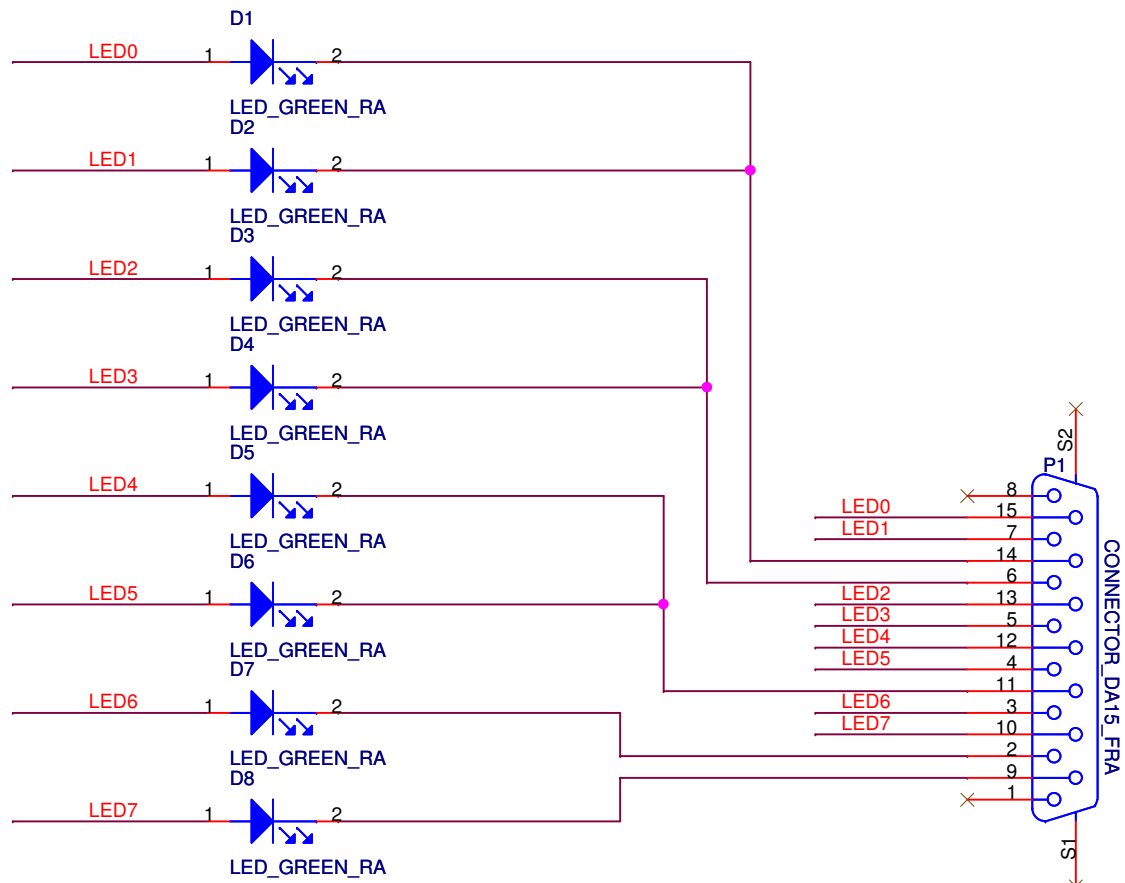 D1
LED0 1 2
LED_GREEN_RA
D2
LED1 1 2
LED_GREEN_RA
D3
LED2 1 2
LED_GREEN_RA
D4
LED3 1 2
LED_GREEN_RA
D5
LED4 1 2
LED_GREEN_RA
D6
LED5 1 2
LED_GREEN_RA
D7
LED6 1 2
LED_GREEN_RA
D8
LED7 1 2
LED_GREEN_RA
S2
P1
8
LED0 15
LED1 7
14
6
LED2 13
LED3 5
LED4 12
LED5 4
11
LED6 3
LED7 10
2
9
1
CONNECTOR_DA15_FRA
S1